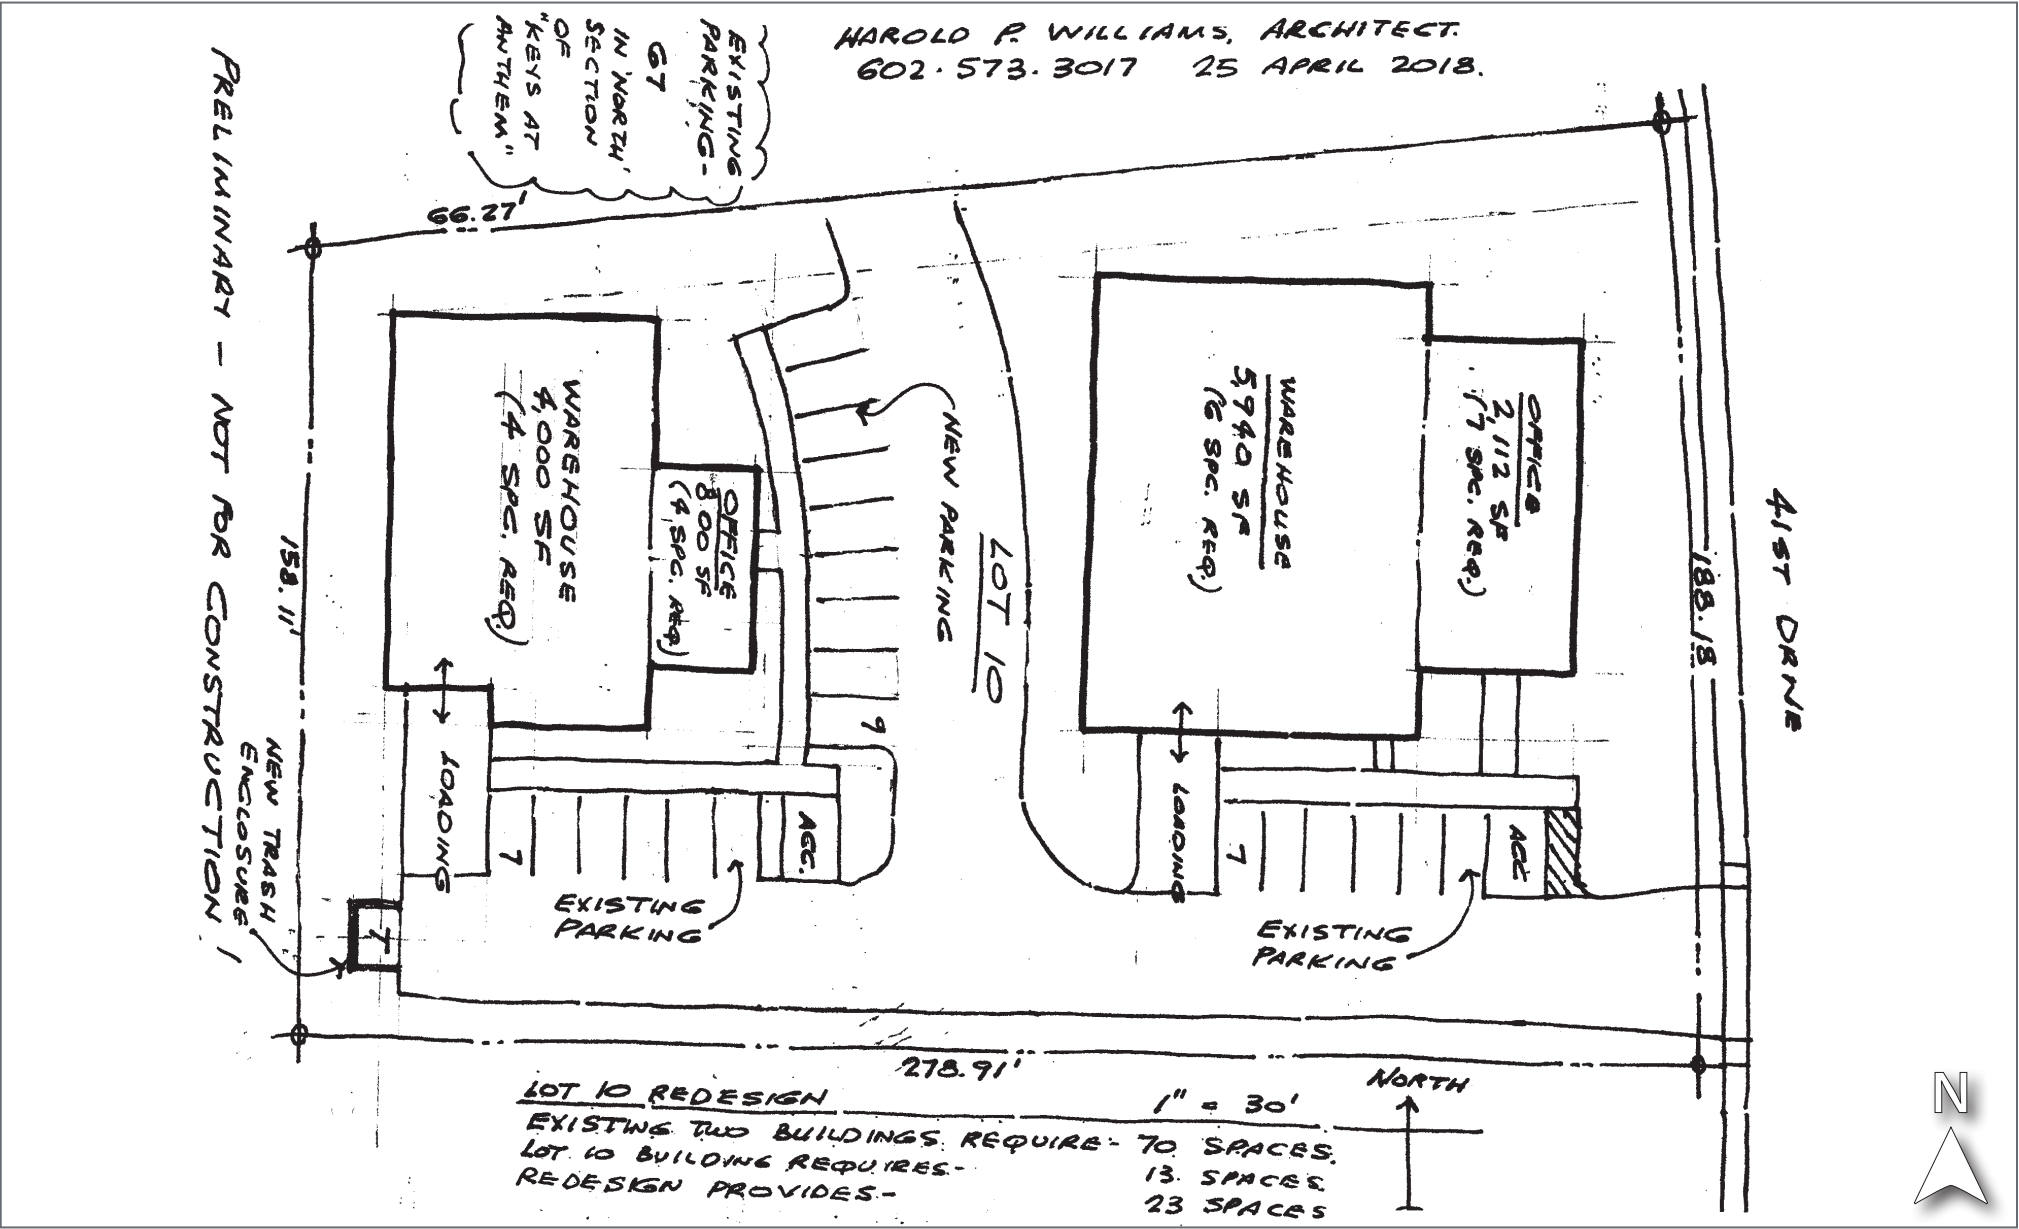 HAROLD P. WILLIAMS, ARCHITECT.
602.573.3017 25 APRIL 2018.
EXISTING
PARKING-
67
IN 'NORTH'
SECTION
OF
"KEYS AT
ANTHEM"
PRELIMINARY - NOT FOR CONSTRUCTION !
66.27'
158.11'
WAREHOUSE
4,000 SF
(4 SPC. REQ.)
OFFICE
800 SF
(4 SPC. REQ.)
NEW PARKING
LOT 10
WAREHOUSE
5,940 SF
(6 SPC. REQ.)
OFFICE
2,112 SF
(7 SPC. REQ.)
41ST DRIVE
188.18
9
LOADING
7
ACC.
EXISTING
PARKING
LOADING
7
ACC
EXISTING
PARKING
NEW TRASH
ENCLOSURE
T
278.91'
NORTH
N
LOT 10 REDESIGN 1" = 30'
EXISTING TWO BUILDINGS REQUIRE- 70 SPACES.
LOT 10 BUILDING REQUIRES- 13. SPACES
REDESIGN PROVIDES- 23 SPACES